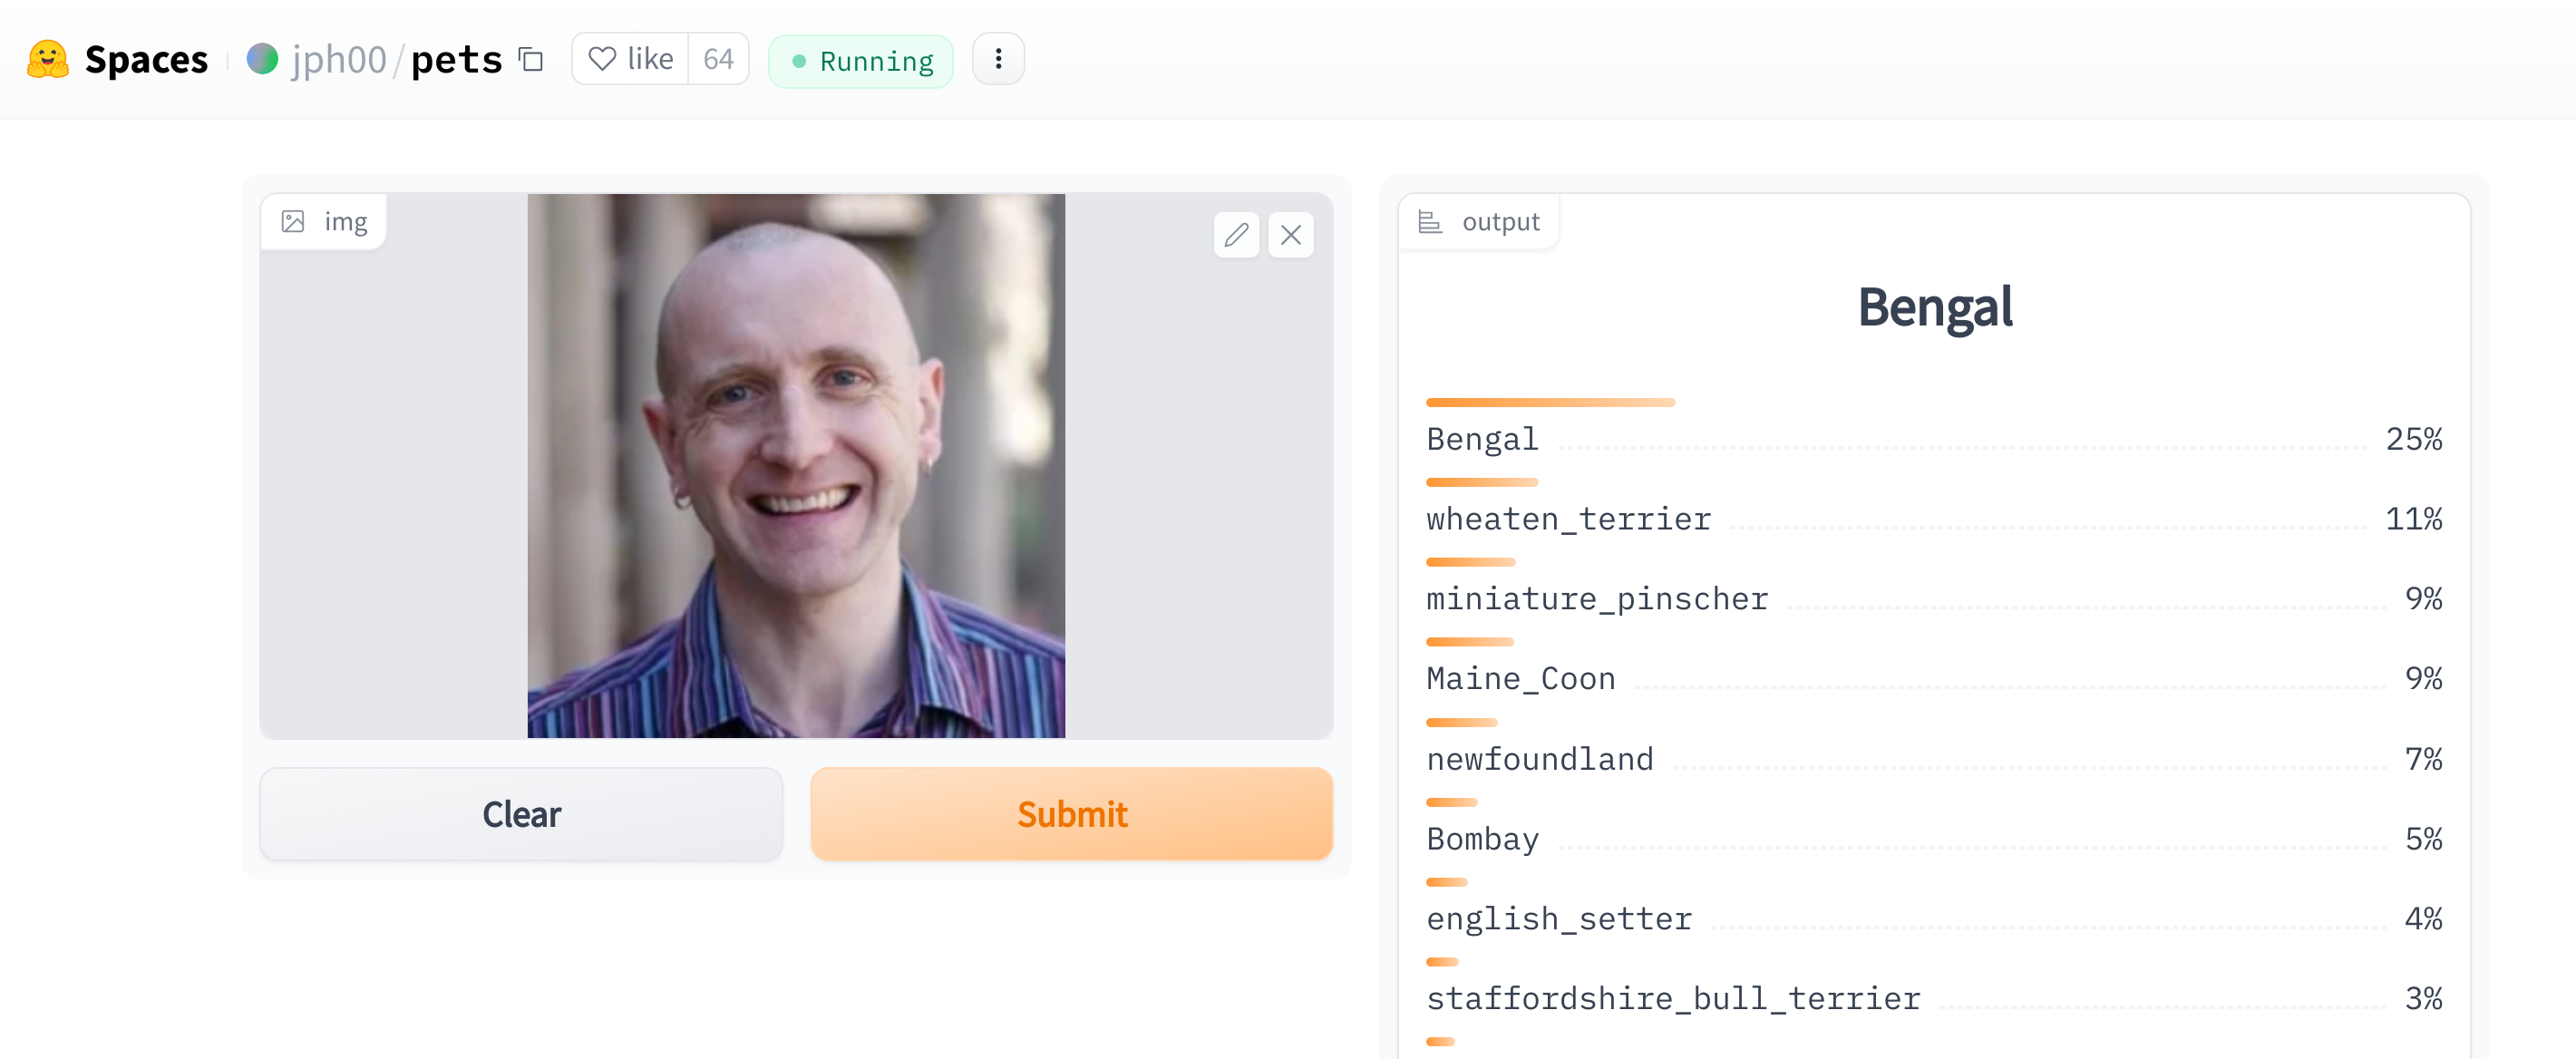 Spaces jph00/pets like 64 Running
img
output
Bengal
Bengal 25%
wheaten_terrier 11%
miniature_pinscher 9%
Maine_Coon 9%
newfoundland 7%
Bombay 5%
english_setter 4%
staffordshire_bull_terrier 3%
Clear Submit